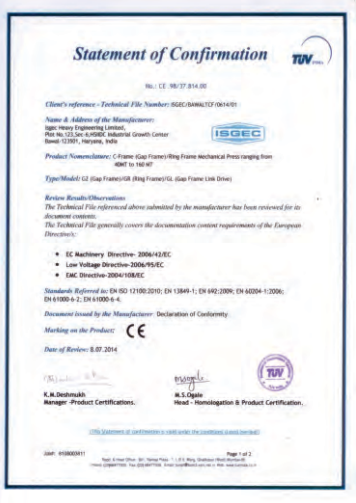 Statement of Confirmation
TUV
No.: CE 98/37.814.00
Client's reference - Technical File Number: ISGEC/BAWALTCF/0614/01
Name & Address of the Manufacturer:
Isgec Heavy Engineering Limited,
Plot No.123,Sec-6,HSIIDC Industrial Growth Center
Bawal-123501, Haryana, India
ISGEC
Product Nomenclature: C-Frame (Gap Frame)/Ring Frame Mechanical Press ranging from
40MT to 160 MT
Type/Model: GI (Gap Frame)/GR (Ring Frame)/GL (Gap Frame Link Drive)
Review Results/Observations
The Technical File referenced above submitted by the manufacturer has been reviewed for its
document contents.
The Technical File generally covers the documentation content requirements of the European
Directive/s:
• EC Machinery Directive- 2006/42/EC
• Low Voltage Directive-2006/95/EC
• EMC Directive-2004/108/EC
Standards Referred to: EN ISO 12100:2010; EN 13849-1; EN 692:2009; EN 60204-1:2006;
EN 61000-6-2; EN 61000-6-4.
Document issued by the Manufacturer: Declaration of Conformity
Marking on the Product: CE
Date of Review: 8.07.2014
TUV
K.M.Deshmukh
Manager -Product Certifications.
M.S.Ogale
Head - Homologation & Product Certification.
Page 1 of 2